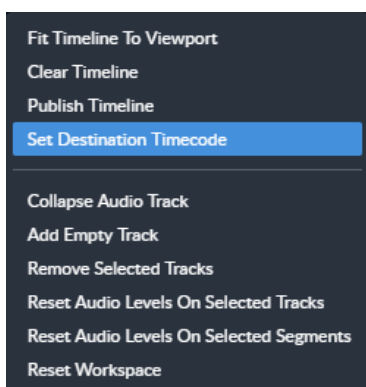 Fit Timeline To Viewport
Clear Timeline
Publish Timeline
Set Destination Timecode
Collapse Audio Track
Add Empty Track
Remove Selected Tracks
Reset Audio Levels On Selected Tracks
Reset Audio Levels On Selected Segments
Reset Workspace